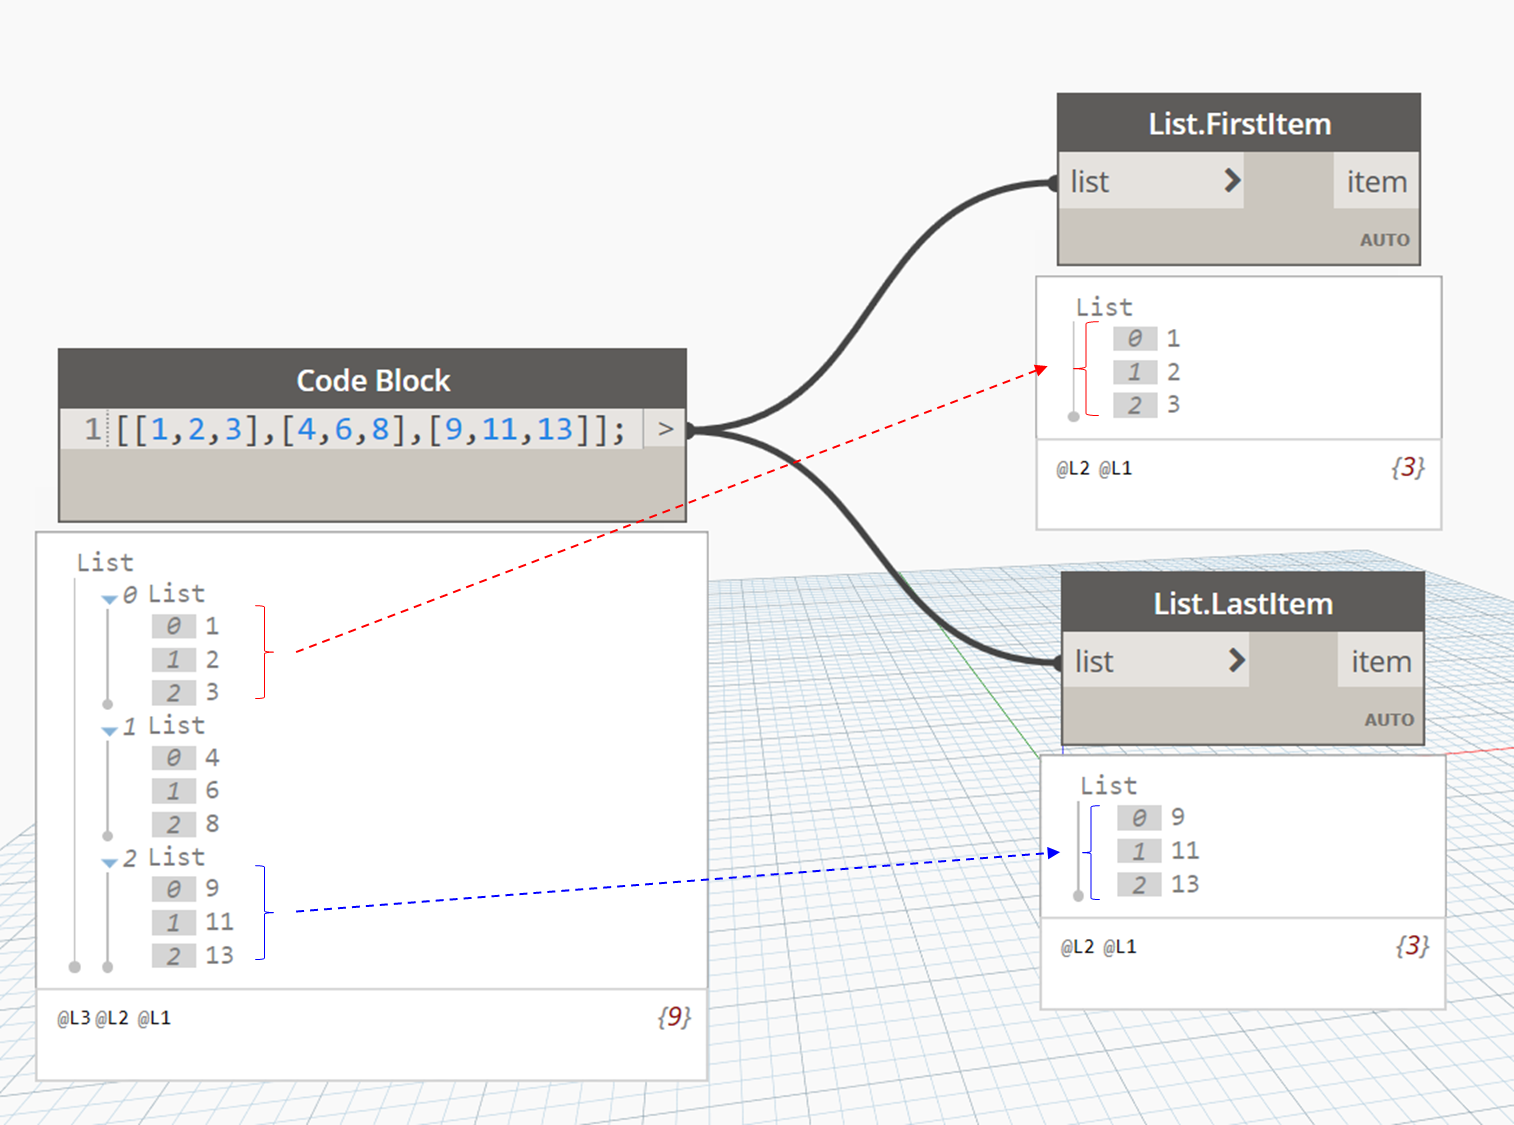 Code Block
1 [[1,2,3],[4,6,8],[9,11,13]]; >
List
0 List
0 1
1 2
2 3
1 List
0 4
1 6
2 8
2 List
0 9
1 11
2 13
@L3 @L2 @L1 {9}
List.FirstItem
list > item
AUTO
List
0 1
1 2
2 3
@L2 @L1 {3}
List.LastItem
list > item
AUTO
List
0 9
1 11
2 13
@L2 @L1 {3}